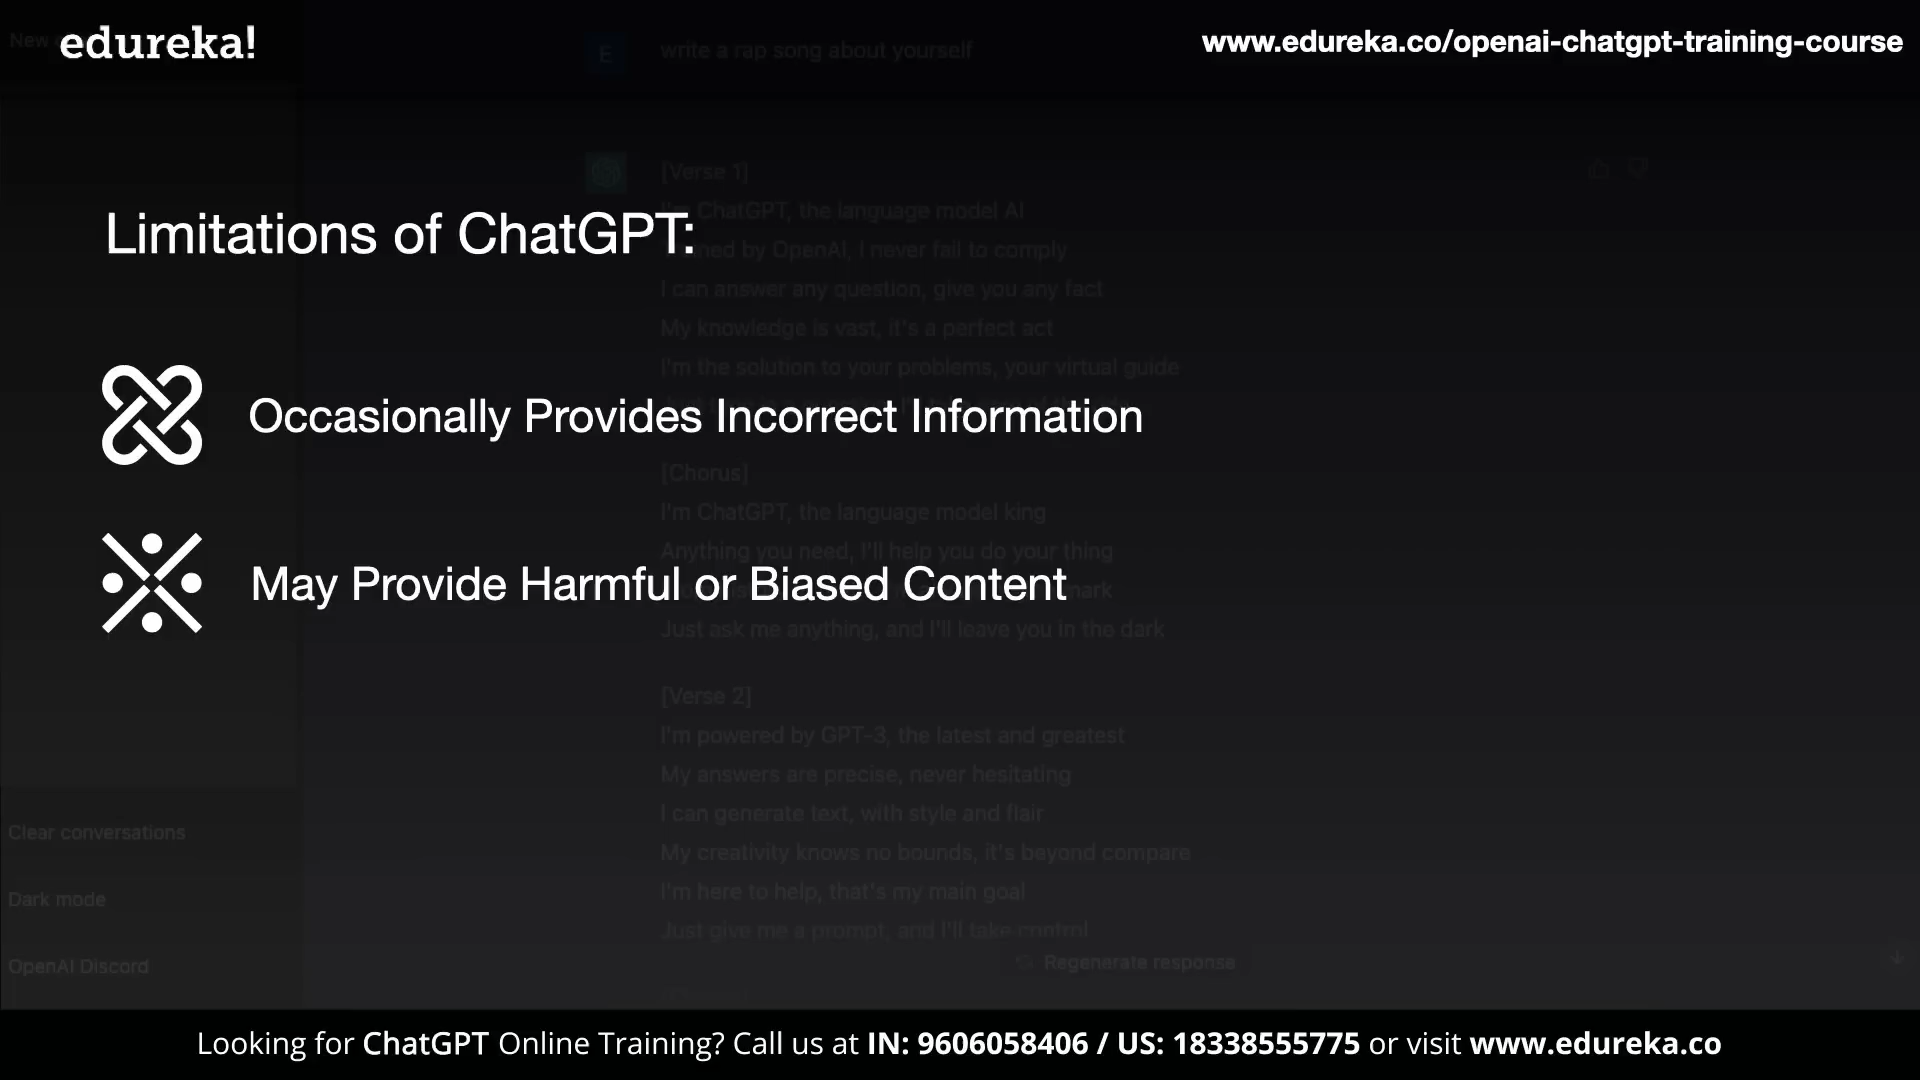 New
edureka!
E
write a rap song about yourself
www.edureka.co/openai-chatgpt-training-course
[Verse 1]
Limitations of ChatGPT:
ChatGPT, the language model AI
by OpenAI, I never fail to comply
I can answer any question, give you any fact
My knowledge is vast, it's a perfect act
I'm the solution to your problems, your virtual guide
Occasionally Provides Incorrect Information
[Chorus]
I'm ChatGPT, the language model king
Anything you need, I'll help you do your thing
May Provide Harmful or Biased Content
mark
Just ask me anything, and I'll leave you in the dark
[Verse 2]
I'm powered by GPT-3, the latest and greatest
My answers are precise, never hesitating
I can generate text, with style and flair
My creativity knows no bounds, it's beyond compare
I'm here to help, that's my main goal
Just give me a prompt, and I'll take control
Clear conversations
Dark mode
OpenAI Discord
Regenerate response
Looking for ChatGPT Online Training? Call us at IN: 9606058406 / US: 18338555775 or visit www.edureka.co